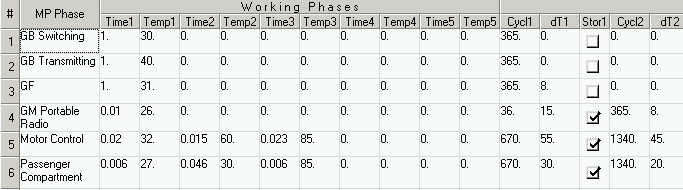 Working Phases
# MP Phase Time1 Temp1 Time2 Temp2 Time3 Temp3 Time4 Temp4 Time5 Temp5 Cycl1 dT1 Stor1 Cycl2 dT2
1 GB Switching 1. 30. 0. 0. 0. 0. 0. 0. 0. 0. 365. 0. 0. 0.
2 GB Transmitting 1. 40. 0. 0. 0. 0. 0. 0. 0. 0. 365. 0. 0. 0.
3 GF 1. 31. 0. 0. 0. 0. 0. 0. 0. 0. 365. 8. 0. 0.
4 GM Portable Radio 0.01 26. 0. 0. 0. 0. 0. 0. 0. 0. 36. 15. 365. 8.
5 Motor Control 0.02 32. 0.015 60. 0.023 85. 0. 0. 0. 0. 670. 55. 1340. 45.
6 Passenger Compartment 0.006 27. 0.046 30. 0.006 85. 0. 0. 0. 0. 670. 30. 1340. 20.